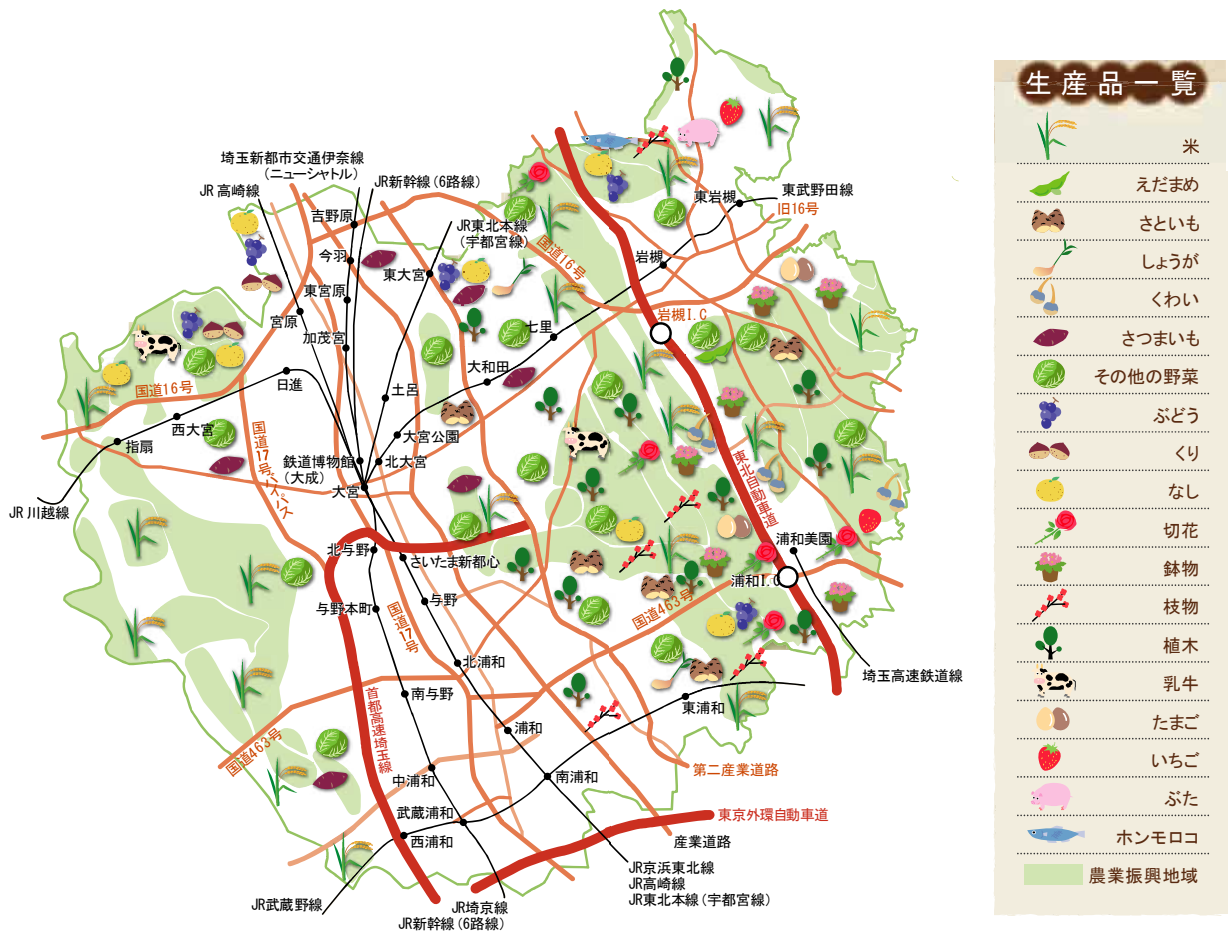 生産品一覧
米
えだまめ
さといも
しょうが
くわい
さつまいも
その他の野菜
ぶどう
くり
なし
切花
鉢物
枝物
植木
乳牛
たまご
いちご
ぶた
ホンモロコ
農業振興地域
埼玉新都市交通伊奈線
(ニューシャトル)
JR新幹線(6路線)
JR高崎線
吉野原
JR東北本線
(宇都宮線)
東岩槻
東武野田線
旧16号
国道16号
今羽
東大宮
岩槻
東宮原
宮原
加茂宮
七里
岩槻I.C
大和田
日進
国道16号
土呂
西大宮
大宮公園
指扇
国道17号バイパス
鉄道博物館
(大成)
北大宮
大宮
東北自動車道
JR川越線
北与野
さいたま新都心
浦和美園
浦和I.C
与野本町
与野
国道17号
国道463号
北浦和
埼玉高速鉄道線
首都高速埼玉線
南与野
東浦和
浦和
国道463号
中浦和
南浦和
第二産業道路
武蔵浦和
西浦和
東京外環自動車道
産業道路
JR京浜東北線
JR高崎線
JR東北本線(宇都宮線)
JR武蔵野線
JR埼京線
JR新幹線(6路線)